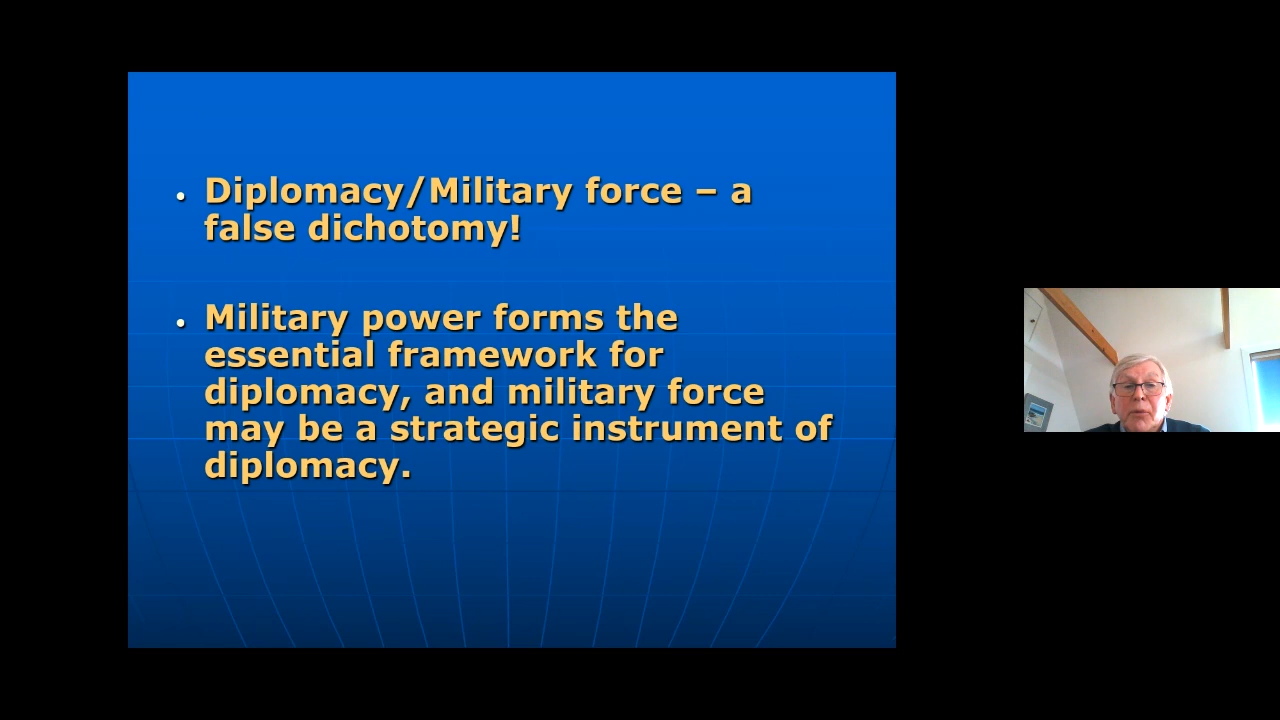 • Diplomacy/Military force – a
false dichotomy!
• Military power forms the
essential framework for
diplomacy, and military force
may be a strategic instrument of
diplomacy.